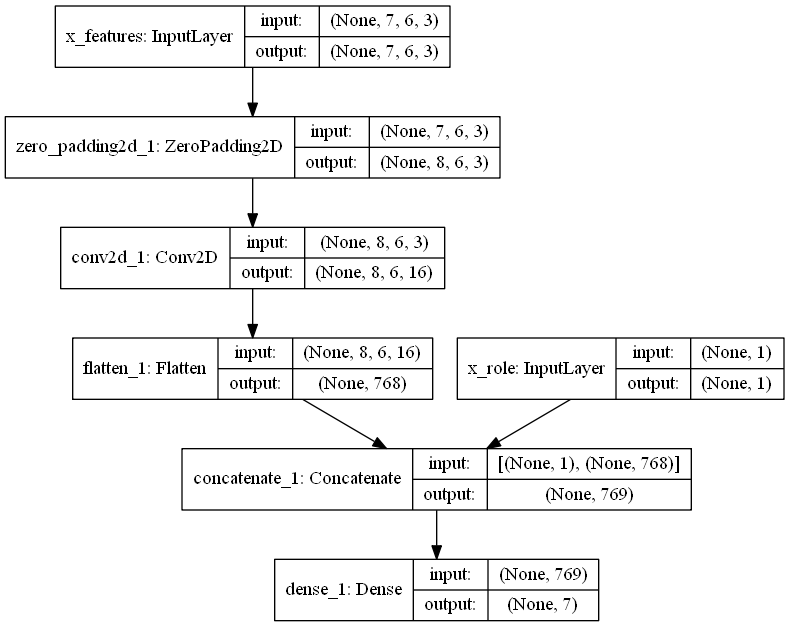 x_features: InputLayer
input:
(None, 7, 6, 3)
output:
(None, 7, 6, 3)
zero_padding2d_1: ZeroPadding2D
input:
(None, 7, 6, 3)
output:
(None, 8, 6, 3)
conv2d_1: Conv2D
input:
(None, 8, 6, 3)
output:
(None, 8, 6, 16)
flatten_1: Flatten
input:
(None, 8, 6, 16)
output:
(None, 768)
x_role: InputLayer
input:
(None, 1)
output:
(None, 1)
concatenate_1: Concatenate
input:
[(None, 1), (None, 768)]
output:
(None, 769)
dense_1: Dense
input:
(None, 769)
output:
(None, 7)